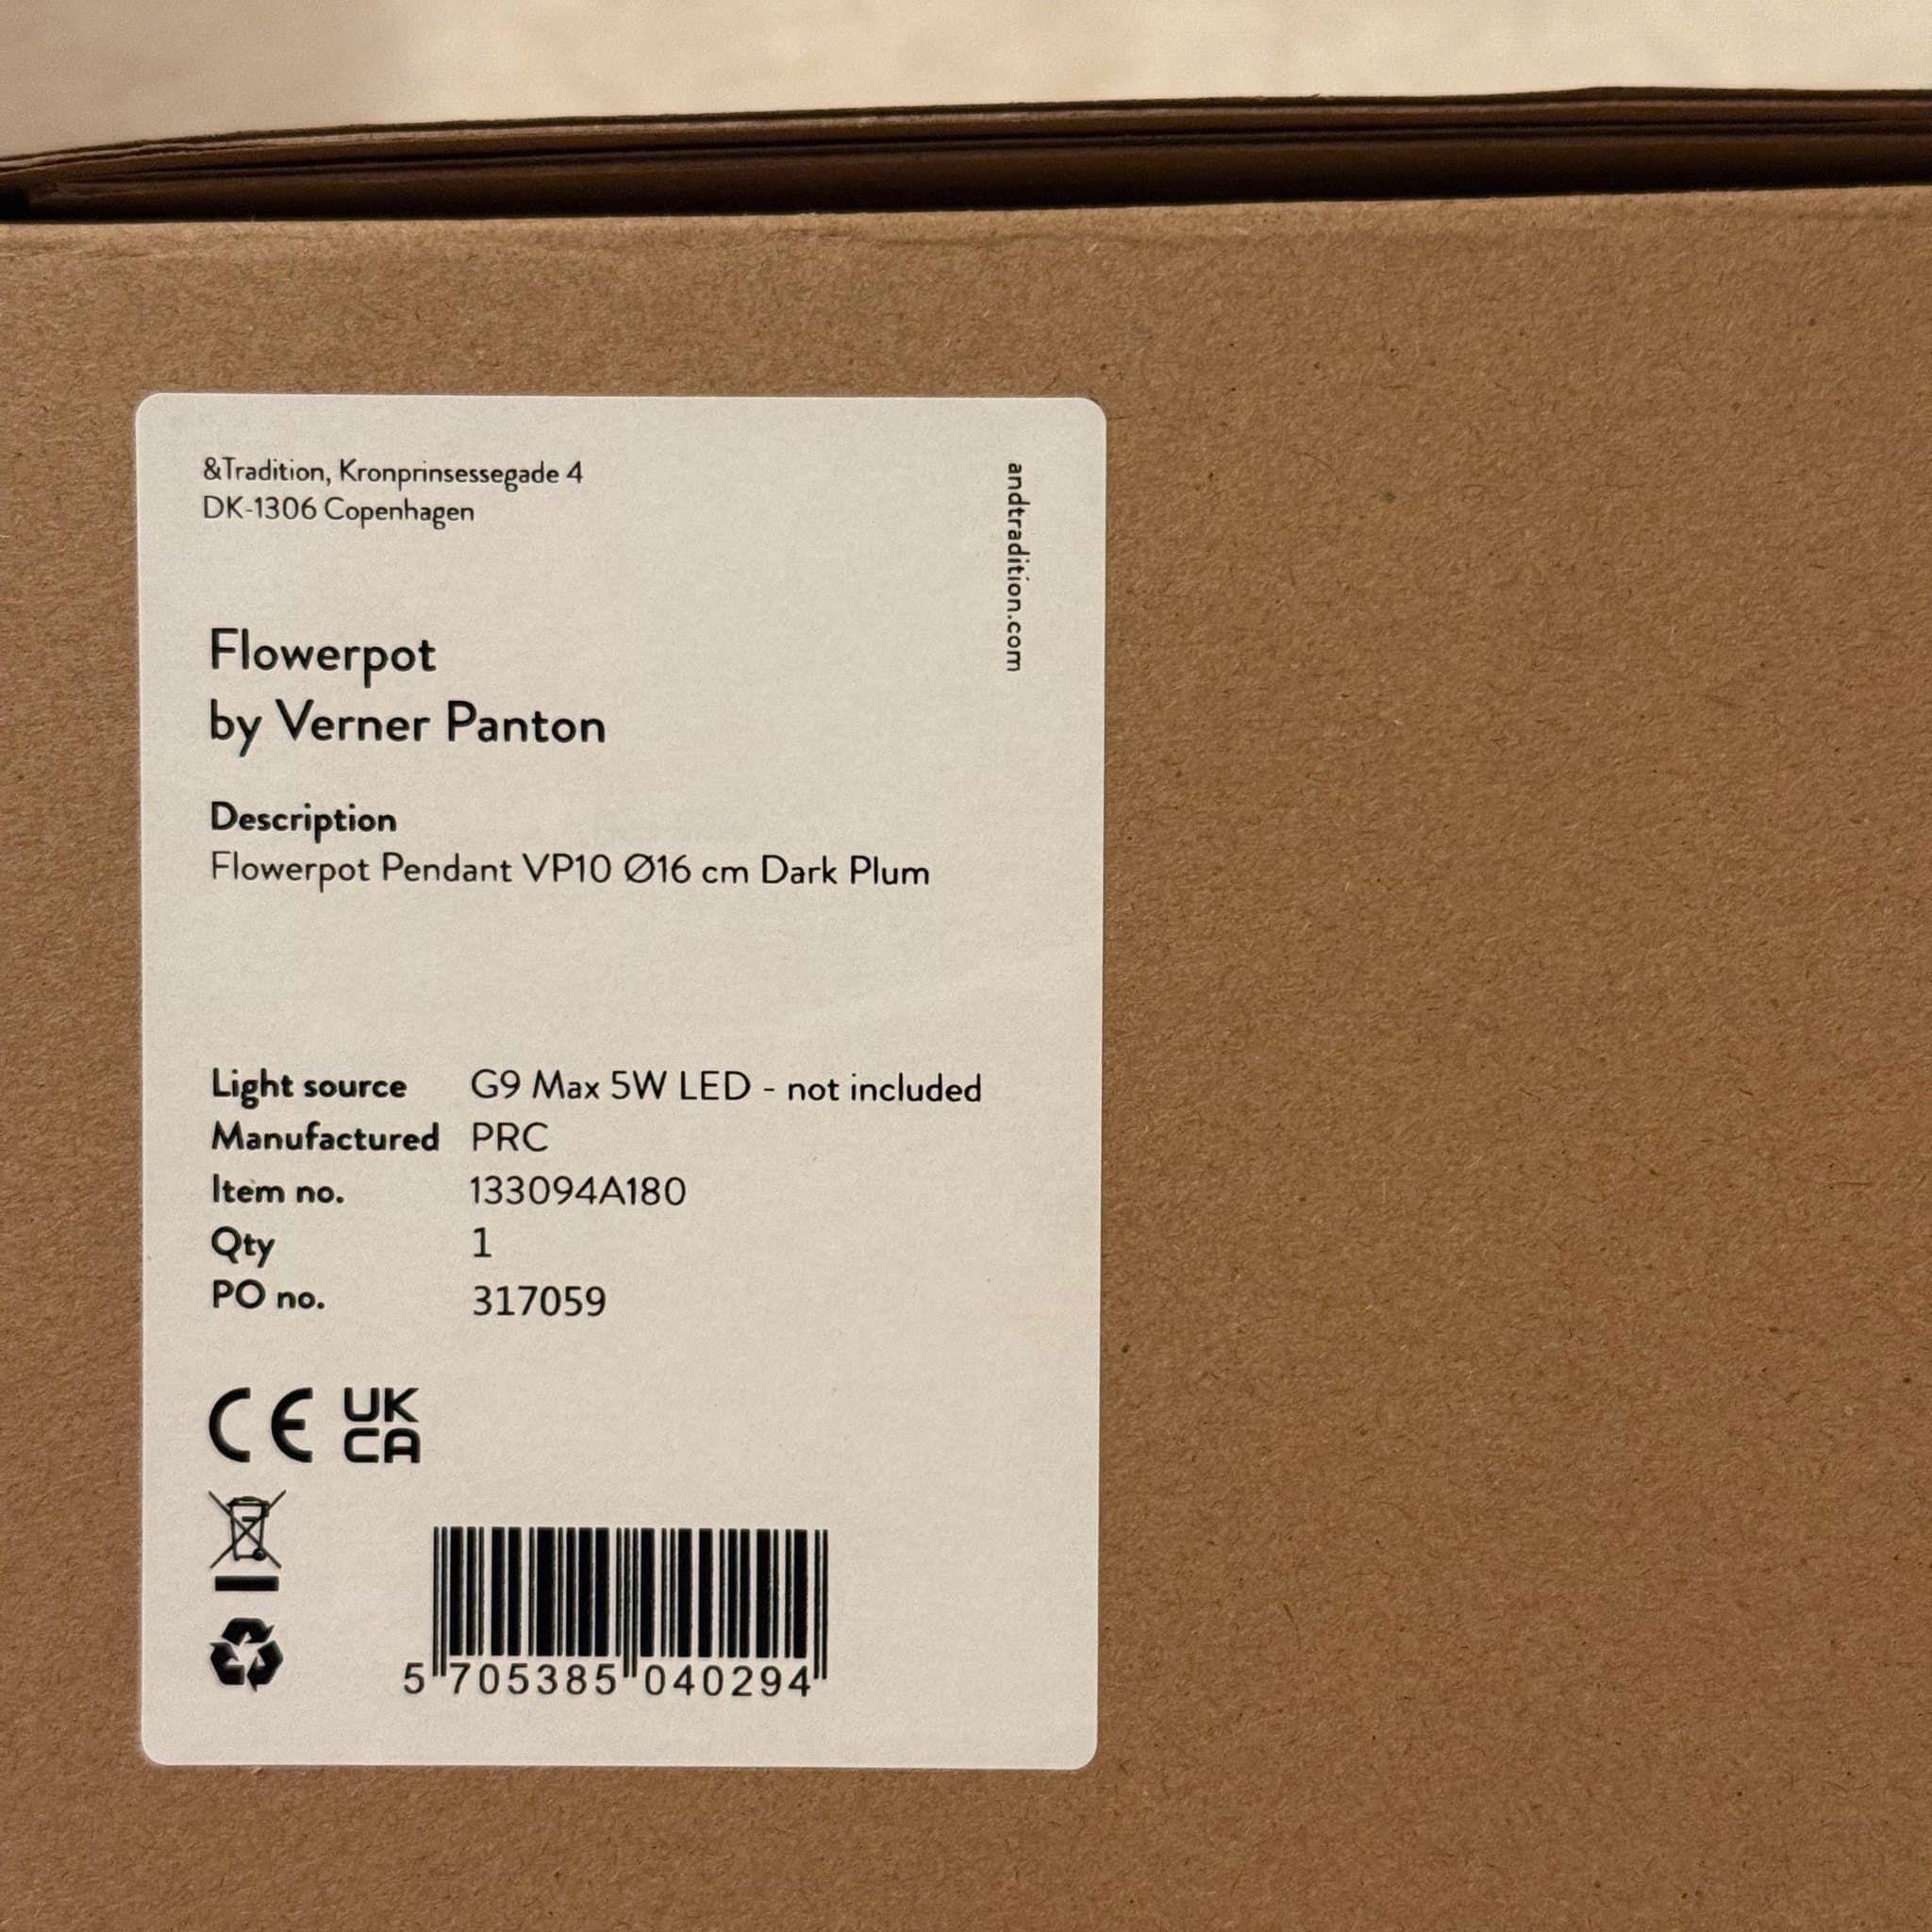 &Tradition, Kronprinsessegade 4
DK-1306 Copenhagen
andtradition.com
Flowerpot
by Verner Panton
Description
Flowerpot Pendant VP10 Ø16 cm Dark Plum
Light source G9 Max 5W LED - not included
Manufactured PRC
Item no. 133094A180
Qty 1
PO no. 317059
CE UK
CA
5 705385 040294